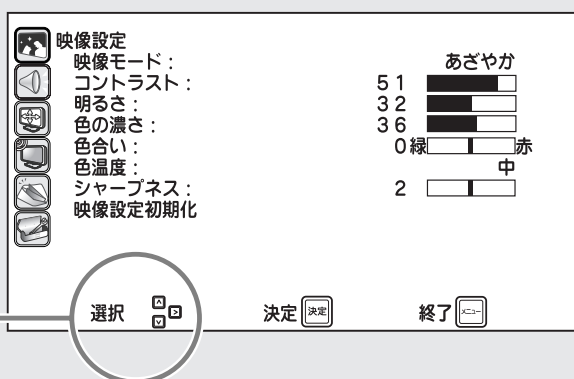 映像設定
映像モード： あざやか
コントラスト： 51
明るさ： 32
色の濃さ： 36
色合い： 0緑 赤
色温度： 中
シャープネス： 2
映像設定初期化
選択 決定 決定 終了 メニュー